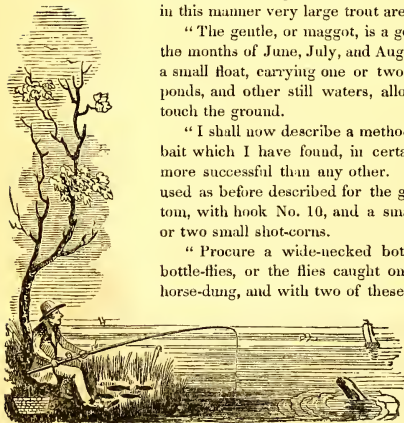 in this manner very large trout are
“ The gentle, or maggot, is a g
the months of June, July, and Aug
a small float, carrying one or two
ponds, and other still waters, allo
touch the ground.
“ I shall now describe a metho
bait which I have found, in certa
more successful than any other.
used as before described for the g
tom, with hook No. 10, and a sm
or two small shot-corns.
“ Procure a wide-necked bot
bottle-flies, or the flies caught on
horse-dung, and with two of these